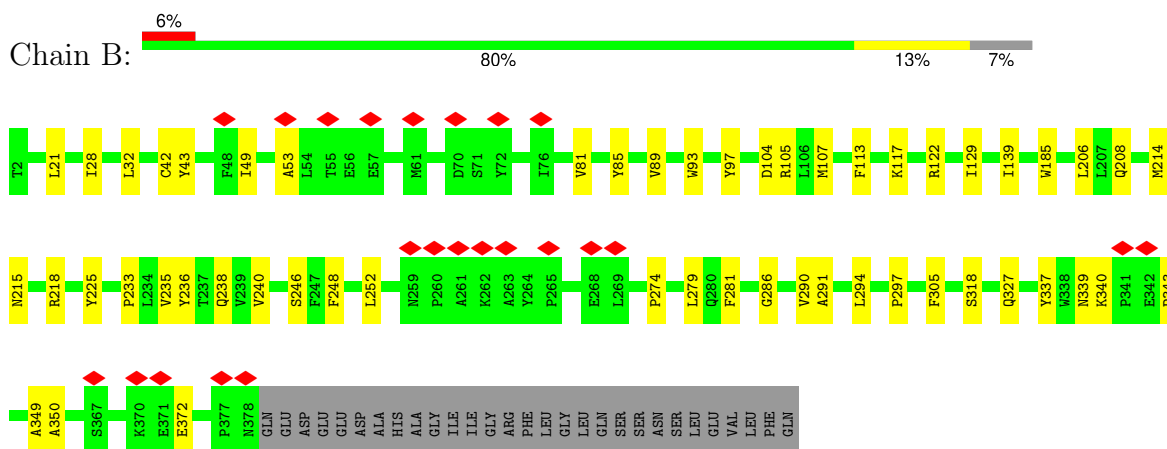 6%
Chain B:
80% 13% 7%
T2 L21 I28 L32 C42 Y43 F48 I49 A53 L54 T55 E56 E57 M61 D70 S71 Y72 I76 V81 Y85 V89 W93 Y97 D104 R105 L106 M107 F113 K117 R122 I129 I139 W185 L206 L207 Q208 M214
N215 R218 Y225 P233 L234 V235 Y236 T237 Q238 V239 V240 S246 F247 F248 L252 N259 P260 A261 K262 A263 Y264 P265 E268 L269 P274 L279 Q280 F281 G286 V290 A291 L294 P297 F305 S318 Q327 Y337 W338 N339 K340 P341 E342
A349 A350 S367 K370 E371 E372 P377 N378 GLN GLU ASP GLU GLU ASP ALA HIS ALA GLY ILE ILE GLY ARG PHE LEU GLY LEU GLN SER SER ASN SER LEU GLU VAL LEU PHE GLN